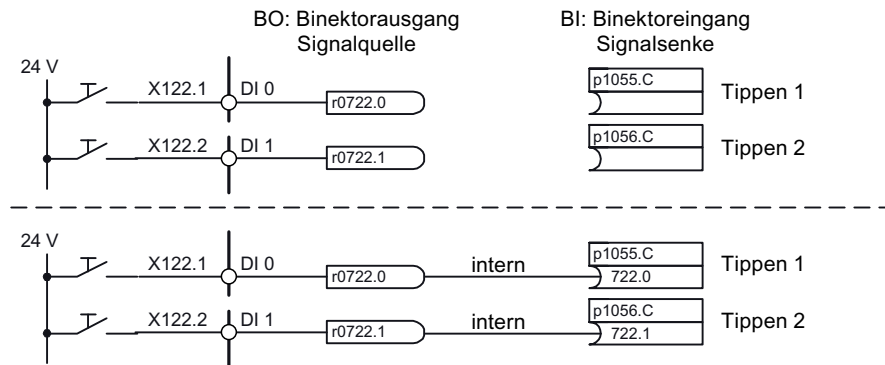 BO: Binektorausgang
Signalquelle
BI: Binektoreingang
Signalsenke
24 V
X122.1
DI 0
r0722.0
p1055.C
Tippen 1
X122.2
DI 1
r0722.1
p1056.C
Tippen 2
24 V
X122.1
DI 0
r0722.0
intern
p1055.C
722.0
Tippen 1
X122.2
DI 1
r0722.1
intern
p1056.C
722.1
Tippen 2